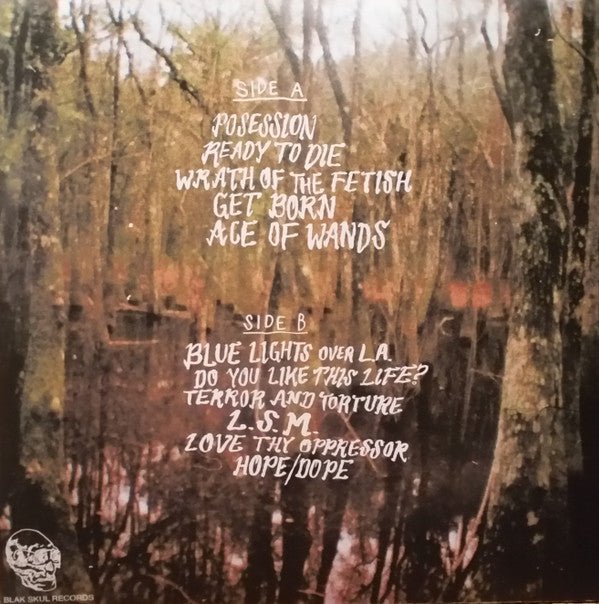 SIDE A
POSESSION
READY TO DIE
WRATH OF THE FETISH
GET BORN
ACE OF WANDS
SIDE B
BLUE LIGHTS OVER L.A.
DO YOU LIKE THIS LIFE?
TERROR AND TORTURE
L.S.M.
LOVE THY OPPRESSOR
HOPE/DOPE
BLAK SKUL RECORDS